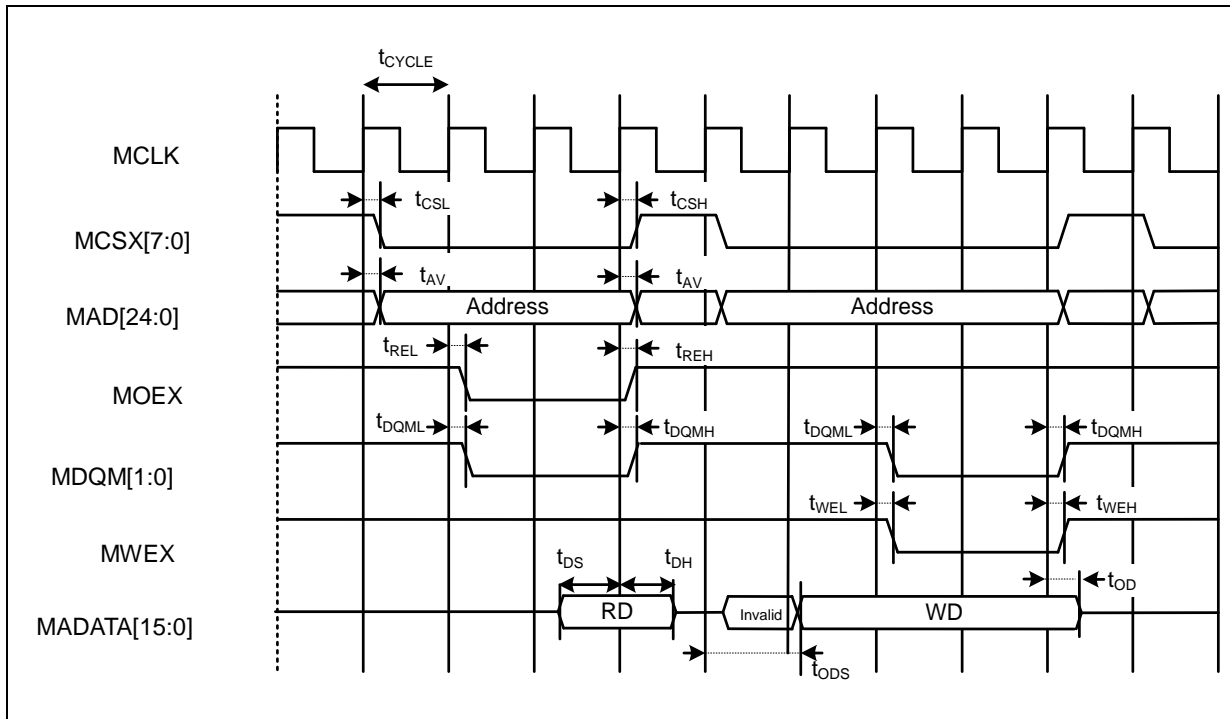 tCYCLE
MCLK
tCSL tCSH
MCSX[7:0]
tAV tAV
MAD[24:0] Address Address
tREL tREH
MOEX
tDQML tDQMH tDQML tDQMH
MDQM[1:0]
tWEL tWEH
MWEX
tDS tDH
tOD
MADATA[15:0] RD Invalid WD
tODS